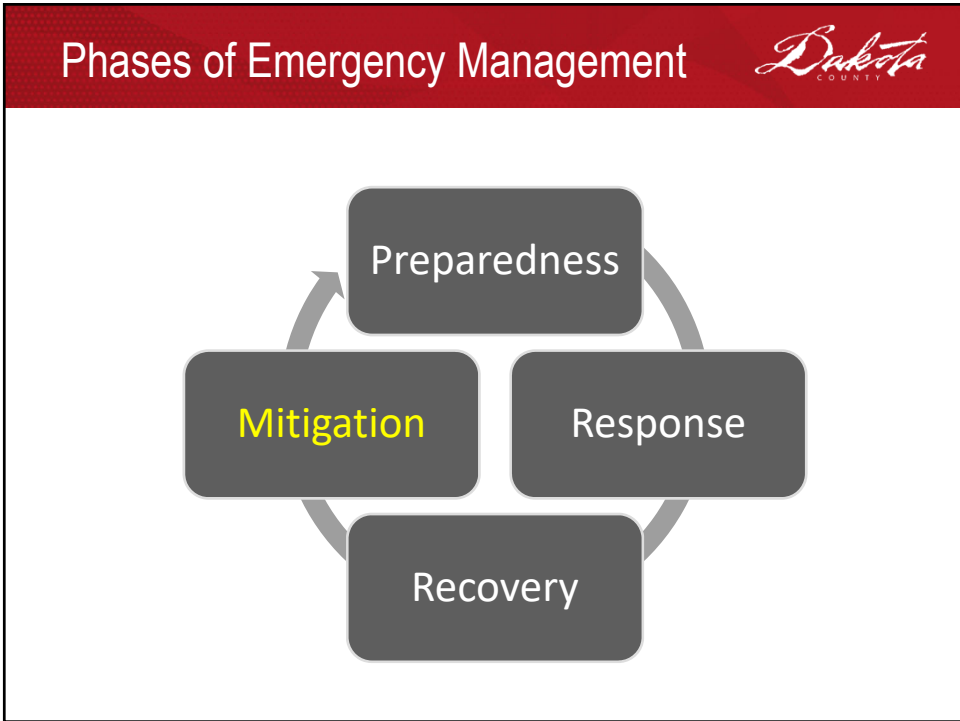 Phases of Emergency Management
Dakota
COUNTY
Preparedness
Mitigation
Response
Recovery